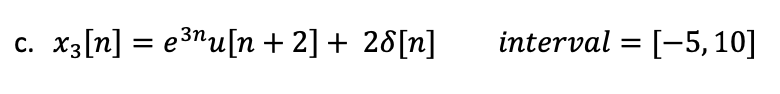 c. x₃[n] = e³ⁿu[n + 2] + 2δ[n] interval = [−5, 10]